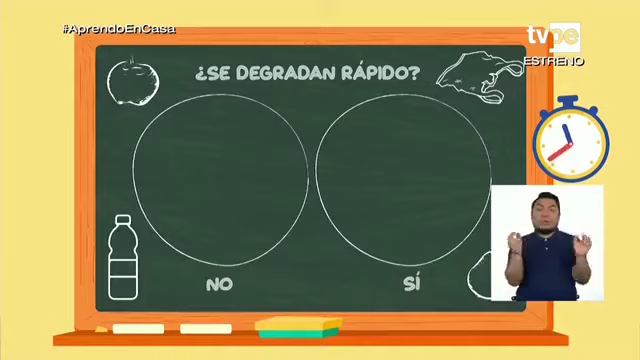 #AprendoEnCasa
tvpe
ESTRENO
¿SE DEGRADAN RÁPIDO?
NO
SÍ